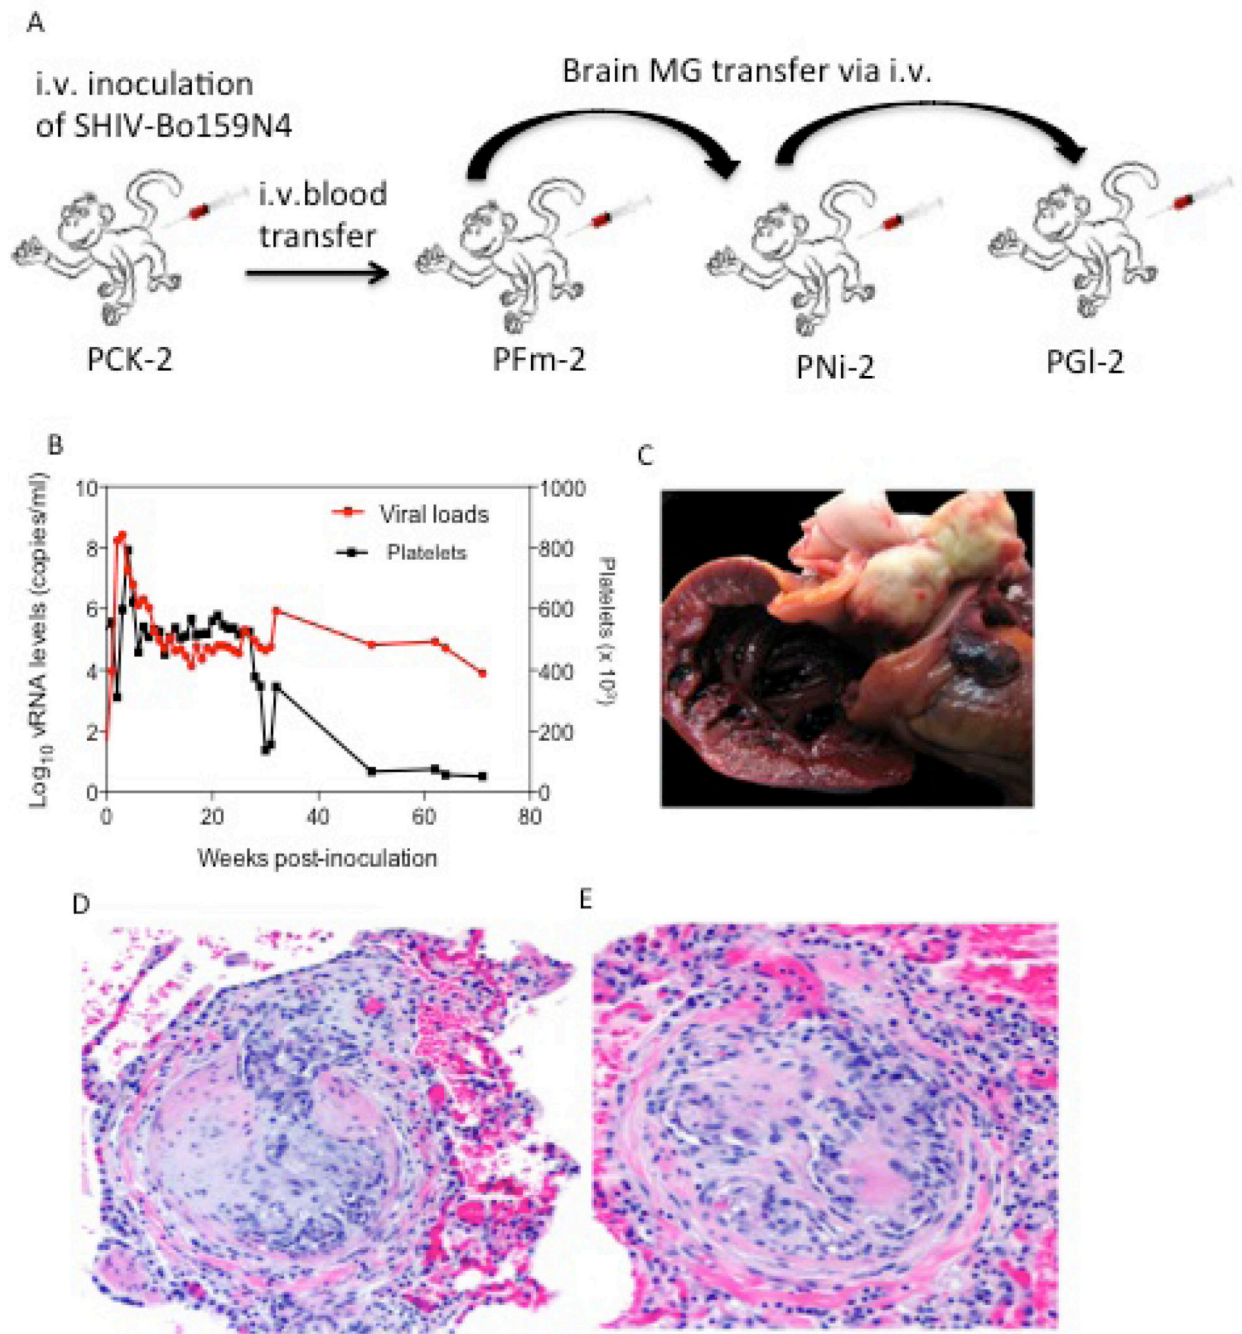 A
i.v. inoculation
of SHIV-Bo159N4
Brain MG transfer via i.v.
i.v.blood
transfer
PCK-2
PFm-2
PNi-2
PGl-2
B
Log10 vRNA levels (copies/ml)
10
8
6
4
2
0
Viral loads
Platelets
1000
800
600
400
200
0
Platelets (x 10³)
0
20
40
60
80
Weeks post-inoculation
C
D
E